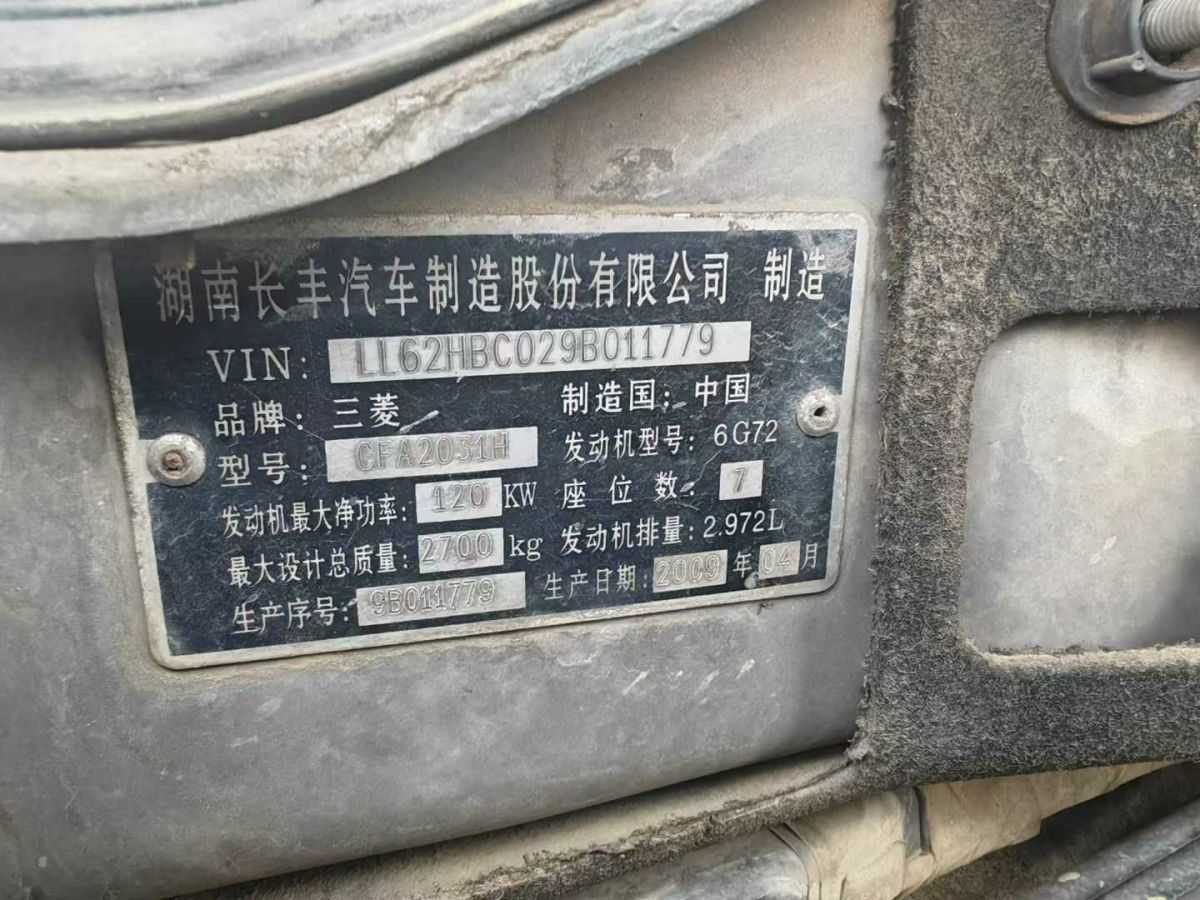 湖南长丰汽车制造股份有限公司 制造
VIN: LL62HBC029B011779
品牌: 三菱 制造国: 中国
型号: CFA2031H 发动机型号: 6G72
发动机最大净功率: 120 KW 座位数: 7
最大设计总质量: 2700 kg 发动机排量: 2.972L
生产序号: 9B011779 生产日期: 2009 年 04 月